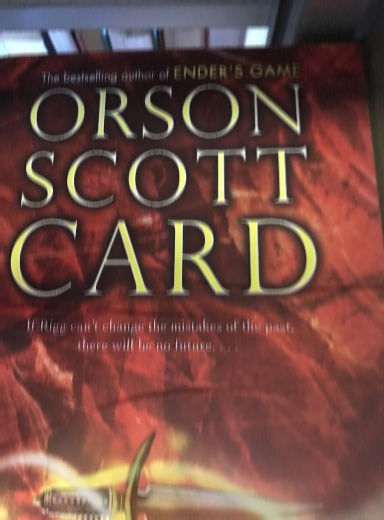 The bestselling author of ENDER'S GAME
ORSON
SCOTT
CARD
If Rigg can't change the mistakes of the past,
there will be no future. . . .